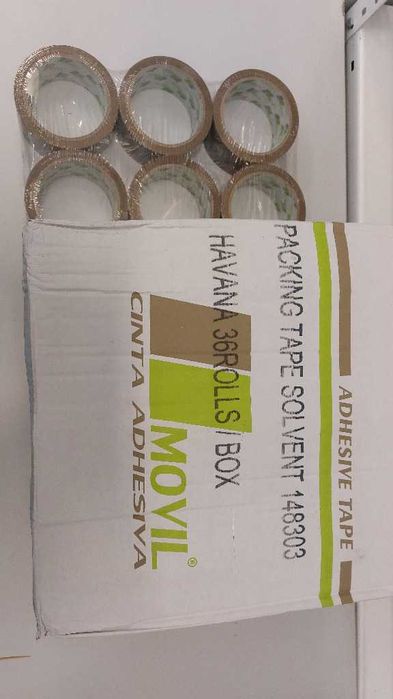 ADHESIVE TAPE
PACKING TAPE SOLVENT 148303
HAVANA 36ROLLS / BOX
MOVIL®
CINTA ADHESIVA